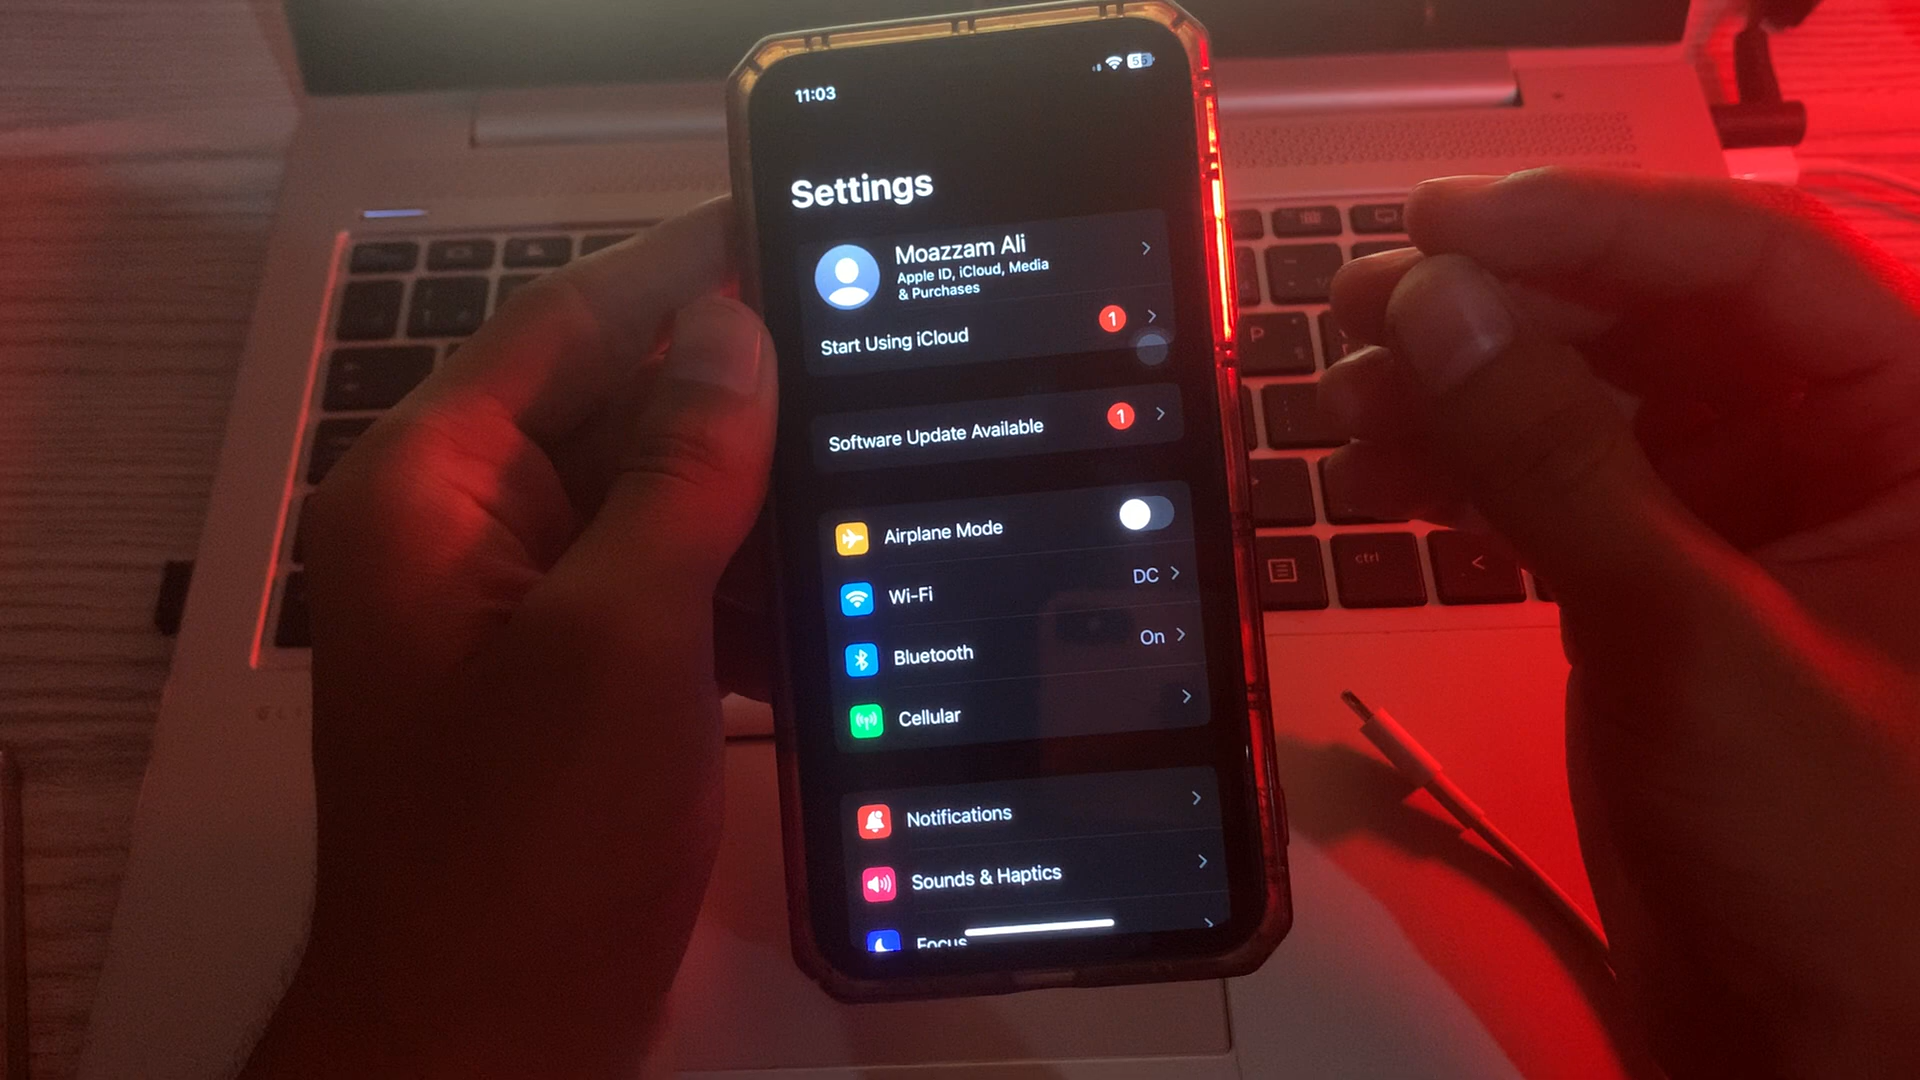 11:03
55
Settings
Moazzam Ali
Apple ID, iCloud, Media
& Purchases
Start Using iCloud
1
Software Update Available
1
Airplane Mode
Wi-Fi
DC
Bluetooth
On
Cellular
Notifications
Sounds & Haptics
Focus
P
ctrl
<